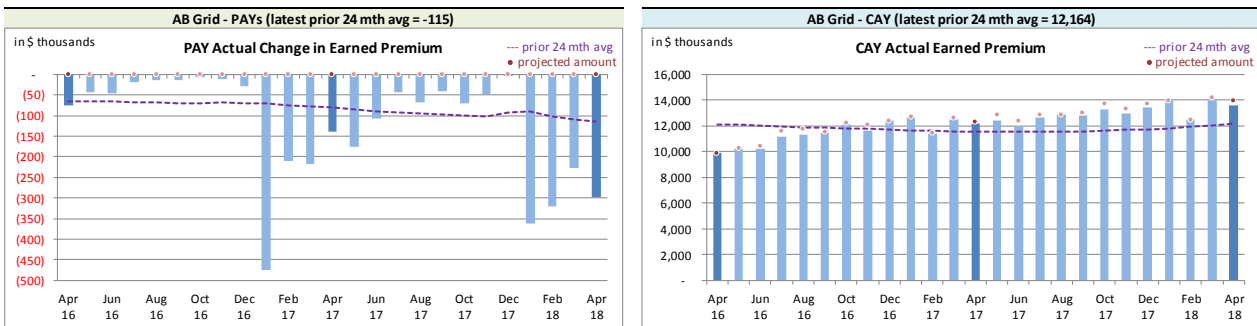 AB Grid - PAYs (latest prior 24 mth avg = -115)
in $ thousands
PAY Actual Change in Earned Premium
--- prior 24 mth avg
● projected amount
-
(50)
(100)
(150)
(200)
(250)
(300)
(350)
(400)
(450)
(500)
Apr Jun Aug Oct Dec Feb Apr Jun Aug Oct Dec Feb Apr
16 16 16 16 16 17 17 17 17 17 17 18 18
AB Grid - CAY (latest prior 24 mth avg = 12,164)
in $ thousands
CAY Actual Earned Premium
--- prior 24 mth avg
● projected amount
16,000
14,000
12,000
10,000
8,000
6,000
4,000
2,000
-
Apr Jun Aug Oct Dec Feb Apr Jun Aug Oct Dec Feb Apr
16 16 16 16 16 17 17 17 17 17 17 18 18